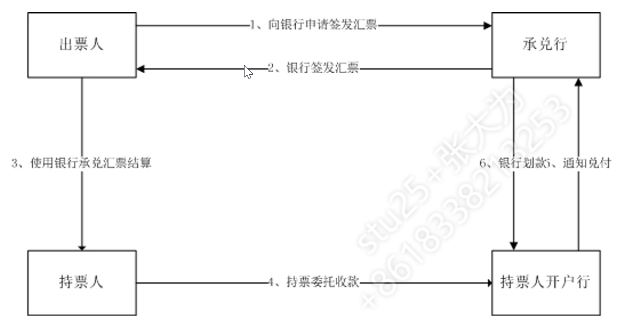 1、向银行申请签发汇票
出票人
承兑行
2、银行签发汇票
3、使用银行承兑汇票结算
6、银行划款
5、通知兑付
持票人
4、持票委托收款
持票人开户行
stu25+张大为